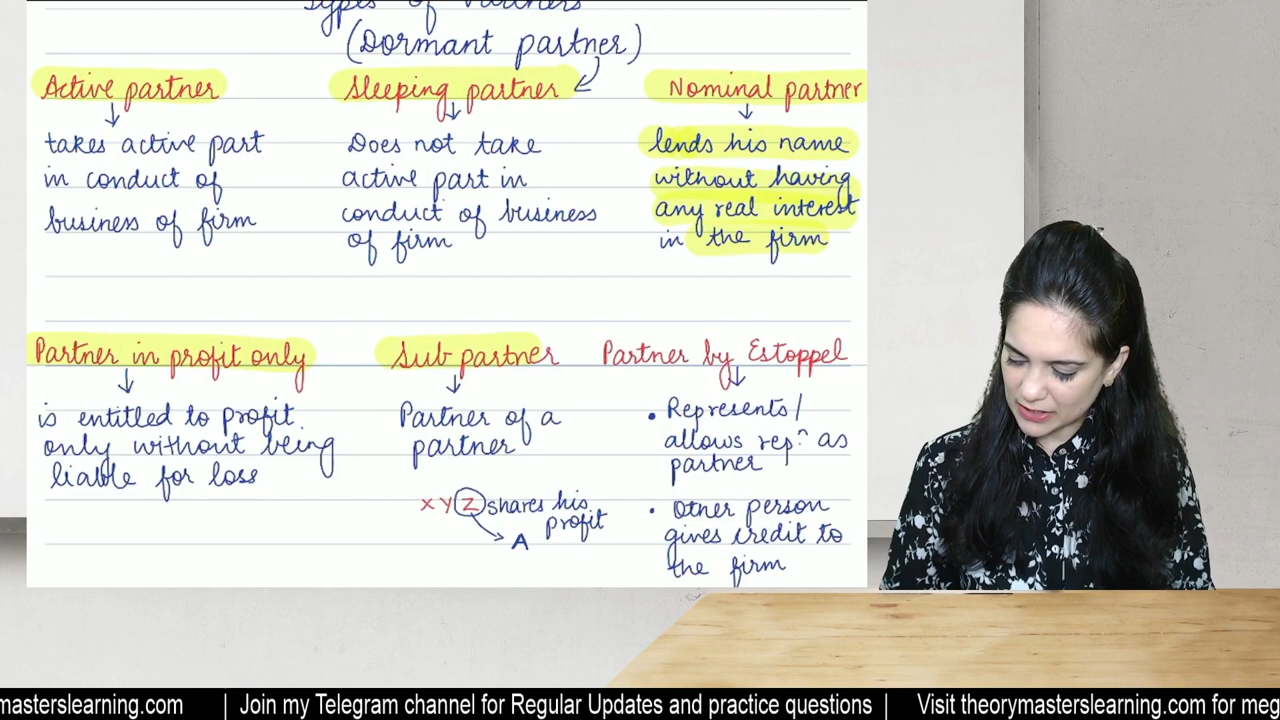 Types of Partners
(Dormant partner)
Active partner
takes active part
in conduct of
business of firm
Sleeping partner
Does not take
active part in
conduct of business
of firm
Nominal partner
lends his name
without having
any real interest
in the firm
Partner in profit only
is entitled to profit
only without being
liable for loss
Sub partner
Partner of a
partner
X Y Z shares his
profit
A
Partner by Estoppel
• Represents/
allows repn as
partner
• Other person
gives credit to
the firm
masterslearning.com | Join my Telegram channel for Regular Updates and practice questions | Visit theorymasterslearning.com for meg